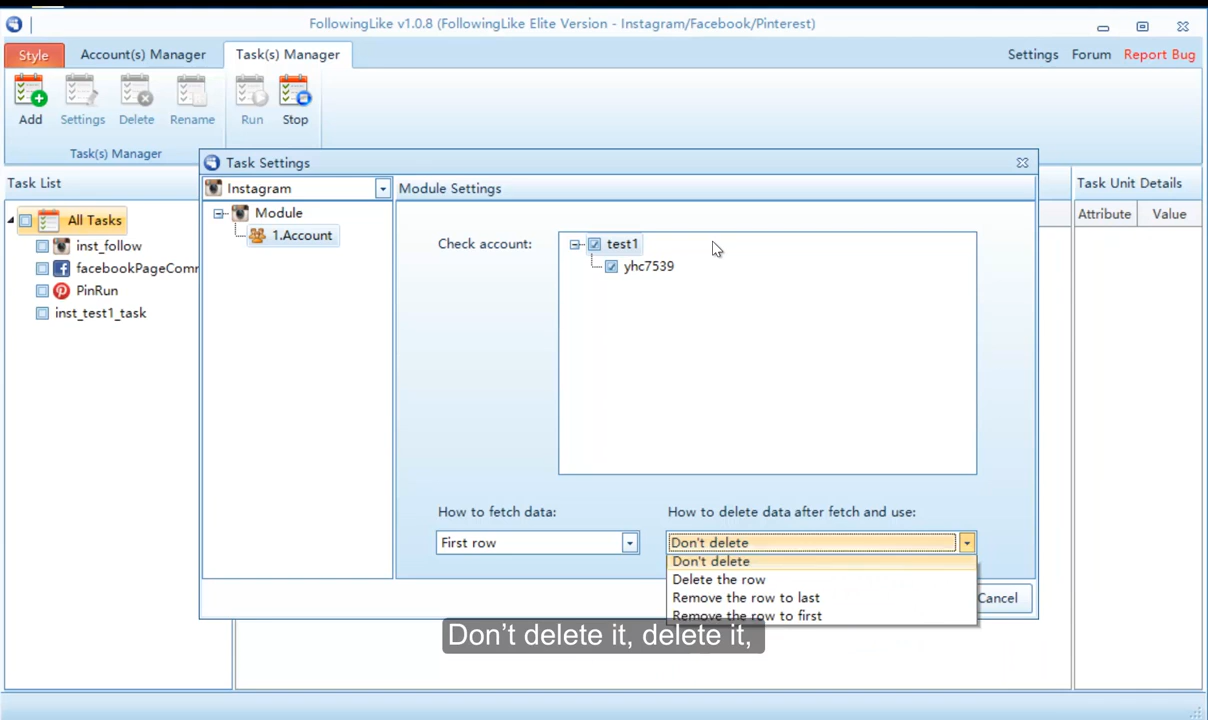 FollowingLike v1.0.8 (FollowingLike Elite Version - Instagram/Facebook/Pinterest)
Style Account(s) Manager Task(s) Manager Settings Forum Report Bug
Add Settings Delete Rename Run Stop
Task(s) Manager
Task Settings
Task List
Instagram
Module Settings
Task Unit Details
Attribute Value
All Tasks
inst_follow
facebookPageComm
PinRun
inst_test1_task
Module
1.Account
Check account:
test1
yhc7539
How to fetch data:
First row
How to delete data after fetch and use:
Don't delete
Don't delete
Delete the row
Remove the row to last
Remove the row to first
Cancel
Don’t delete it, delete it,